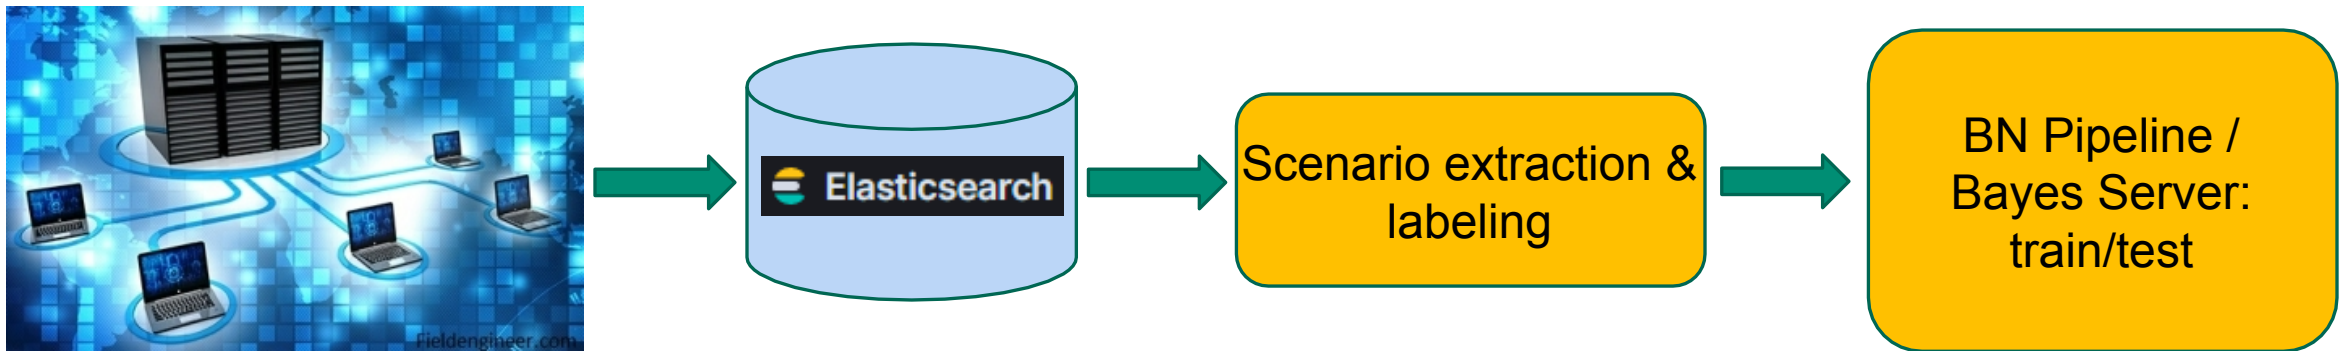 Fieldengineer.com
Elasticsearch
Scenario extraction &
labeling
BN Pipeline /
Bayes Server:
train/test